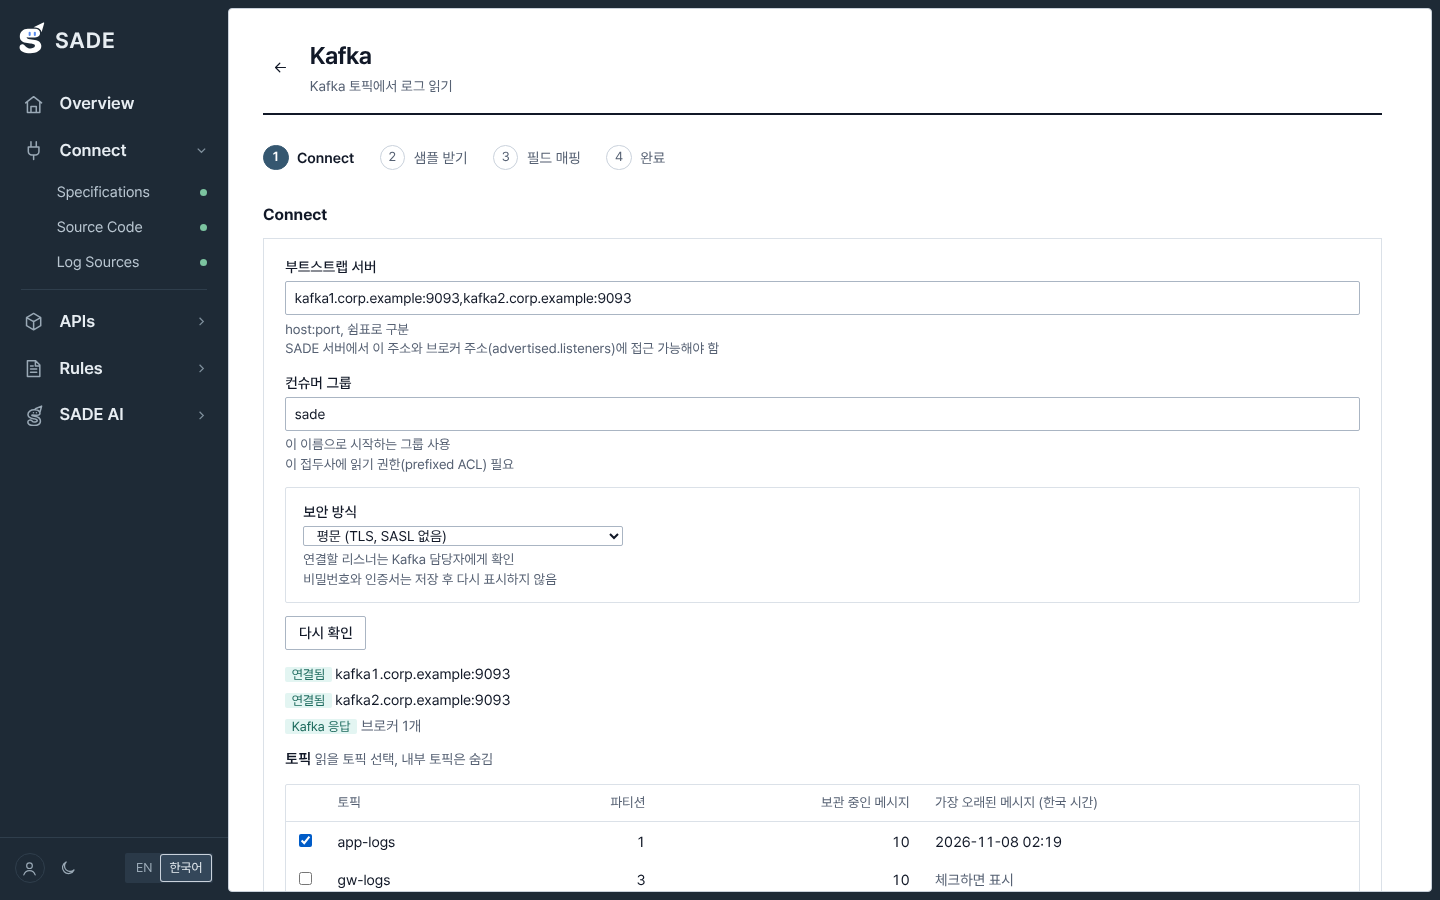 SADE
Overview
Connect
Specifications
Source Code
Log Sources
APIs
Rules
SADE AI
EN
한국어
Kafka
Kafka 토픽에서 로그 읽기
1 Connect
2 샘플 받기
3 필드 매핑
4 완료
Connect
부트스트랩 서버
kafka1.corp.example:9093,kafka2.corp.example:9093
host:port, 쉼표로 구분
SADE 서버에서 이 주소와 브로커 주소(advertised.listeners)에 접근 가능해야 함
컨슈머 그룹
sade
이 이름으로 시작하는 그룹 사용
이 접두사에 읽기 권한(prefixed ACL) 필요
보안 방식
평문 (TLS, SASL 없음)
연결할 리스너는 Kafka 담당자에게 확인
비밀번호와 인증서는 저장 후 다시 표시하지 않음
다시 확인
연결됨 kafka1.corp.example:9093
연결됨 kafka2.corp.example:9093
Kafka 응답 브로커 1개
토픽 읽을 토픽 선택, 내부 토픽은 숨김
토픽 파티션 보관 중인 메시지 가장 오래된 메시지 (한국 시간)
app-logs 1 10 2026-11-08 02:19
gw-logs 3 10 체크하면 표시